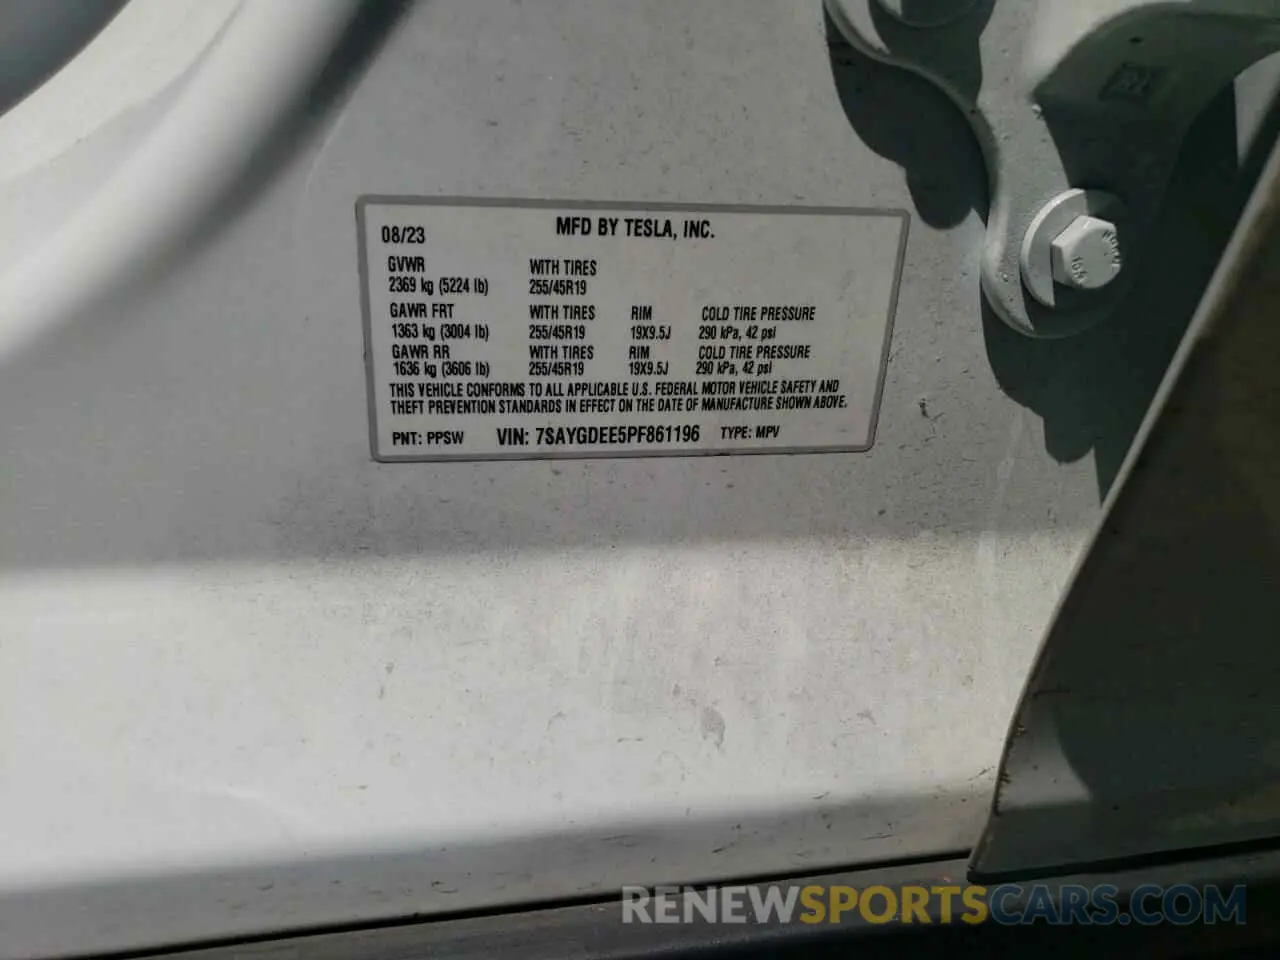 08/23 MFD BY TESLA, INC.
GVWR WITH TIRES
2369 kg (5224 lb) 255/45R19
GAWR FRT WITH TIRES RIM COLD TIRE PRESSURE
1363 kg (3004 lb) 255/45R19 19X9.5J 290 kPa, 42 psi
GAWR RR WITH TIRES RIM COLD TIRE PRESSURE
1636 kg (3606 lb) 255/45R19 19X9.5J 290 kPa, 42 psi
THIS VEHICLE CONFORMS TO ALL APPLICABLE U.S. FEDERAL MOTOR VEHICLE SAFETY AND
THEFT PREVENTION STANDARDS IN EFFECT ON THE DATE OF MANUFACTURE SHOWN ABOVE.
PNT: PPSW VIN: 7SAYGDEE5PF861196 TYPE: MPV
RENEWSPORTSCARS.COM